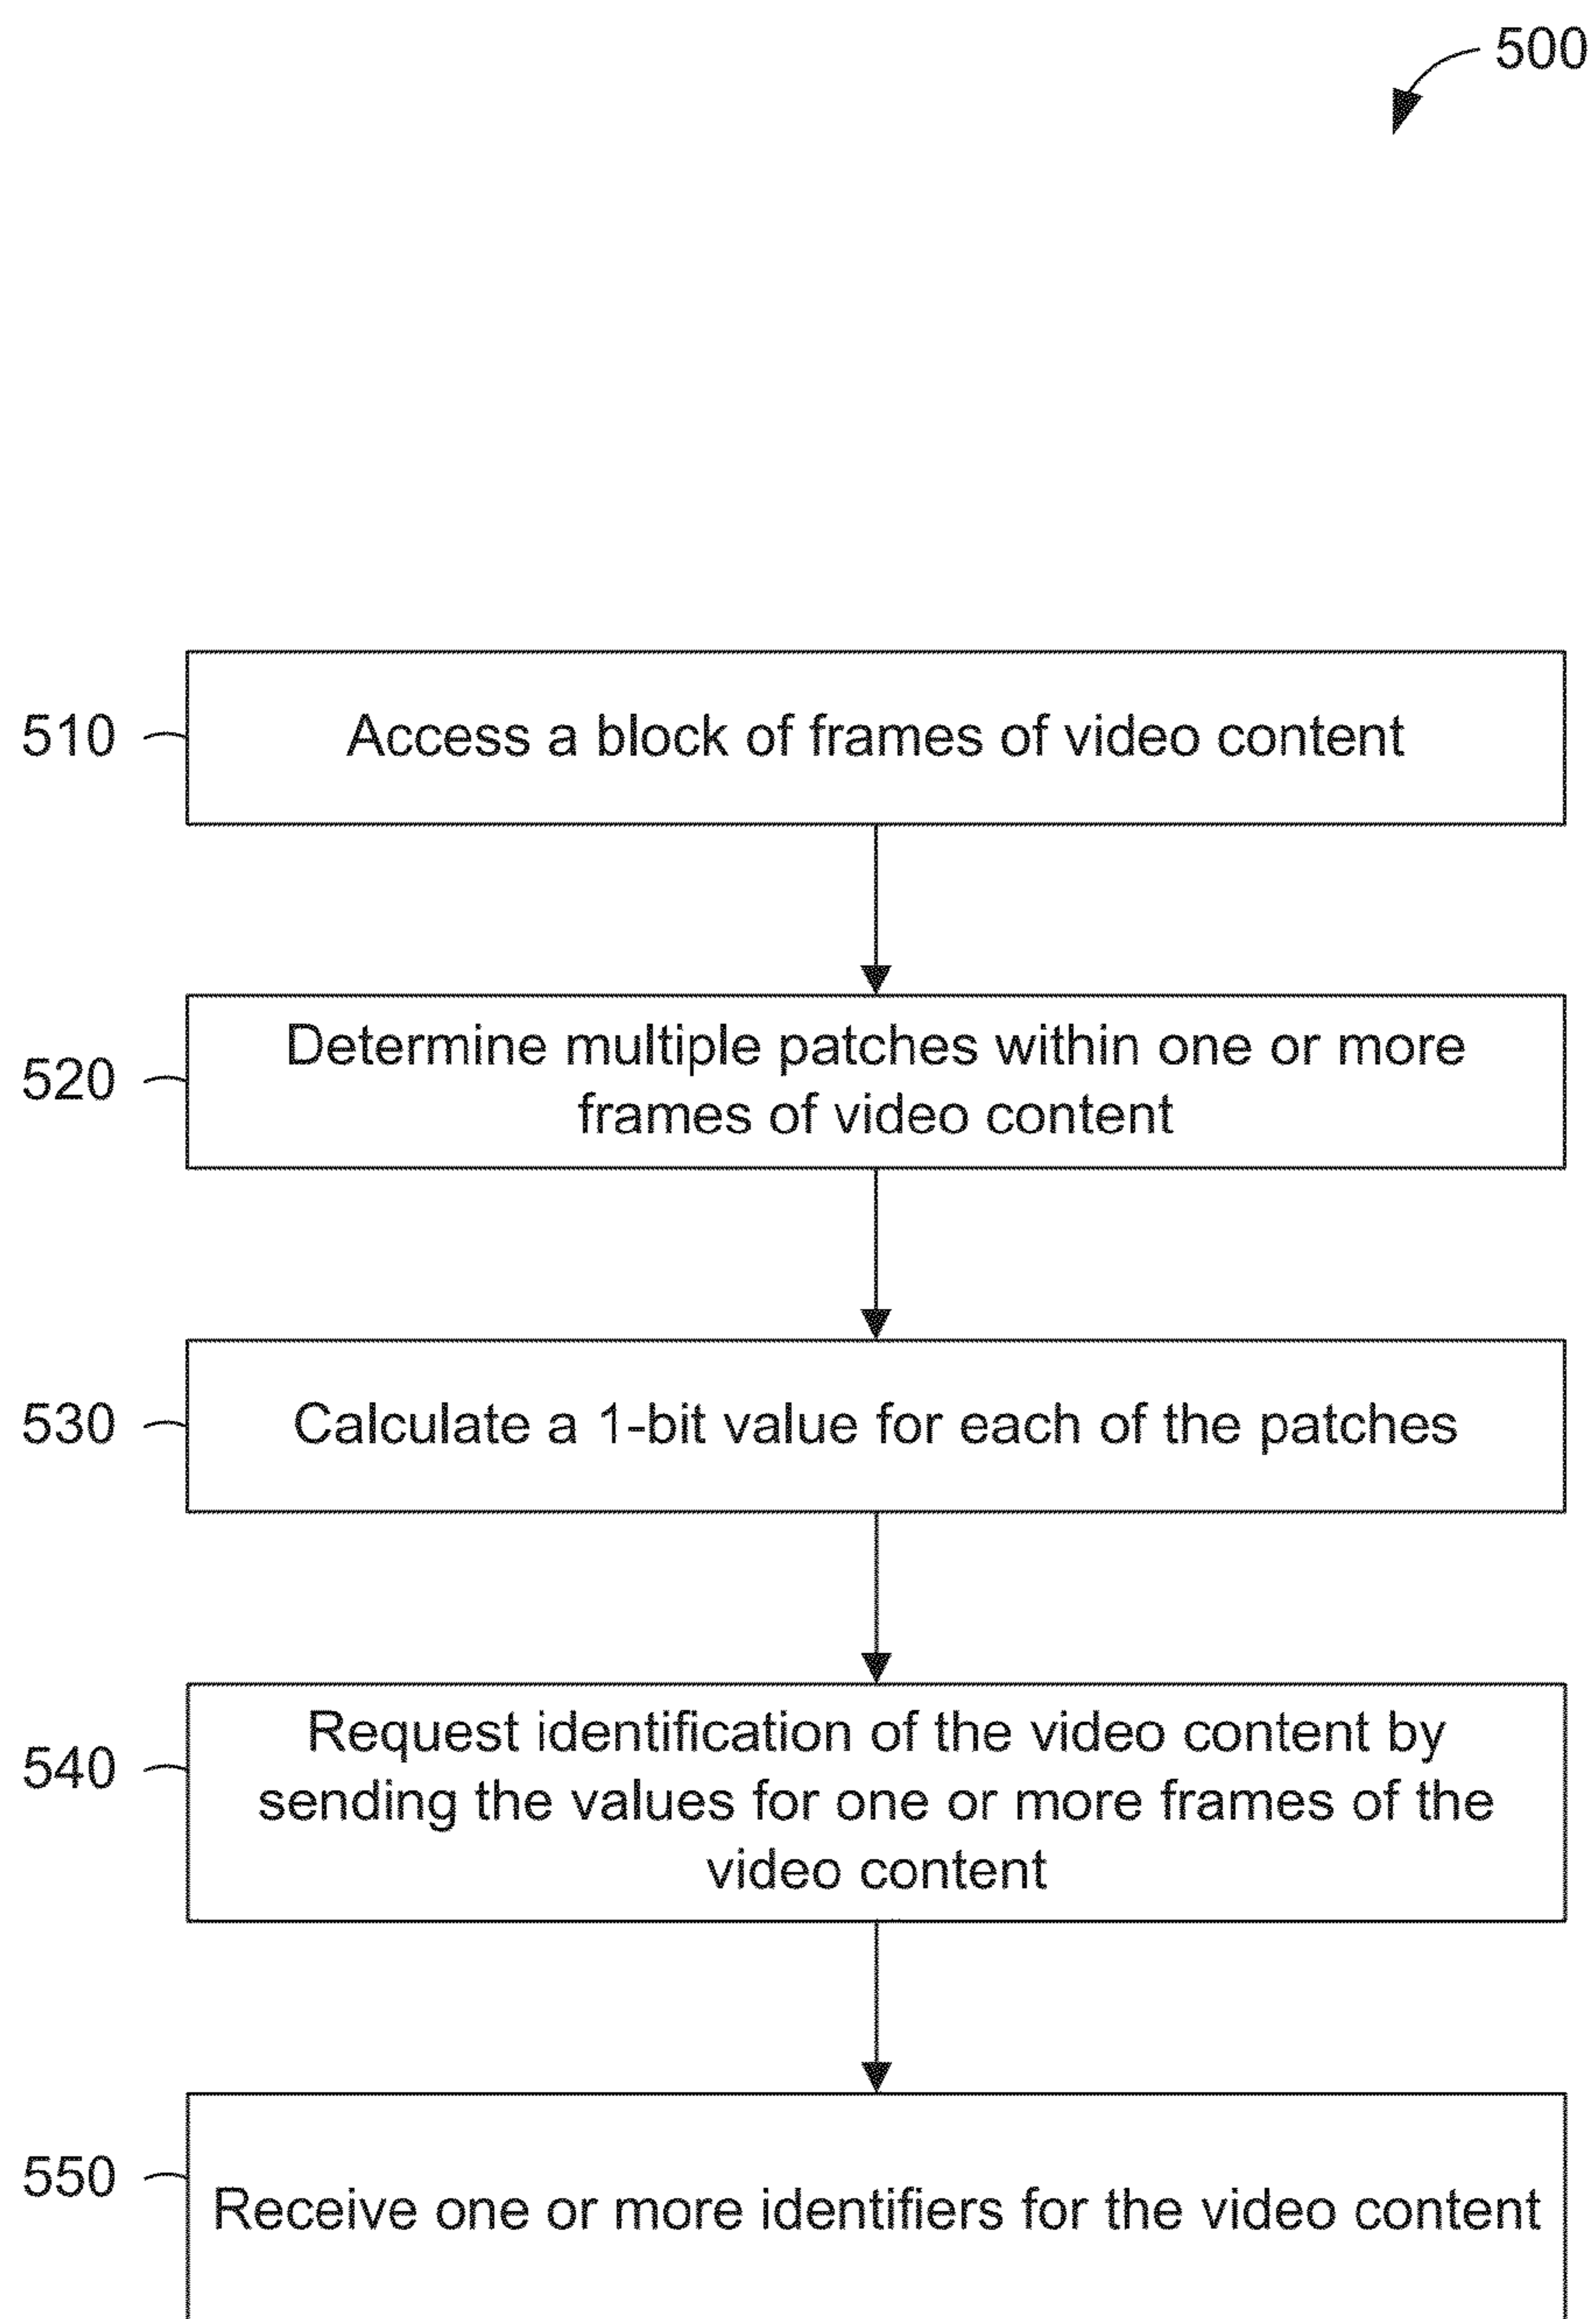 500
510
Access a block of frames of video content
520
Determine multiple patches within one or more
frames of video content
530
Calculate a 1-bit value for each of the patches
540
Request identification of the video content by
sending the values for one or more frames of the
video content
550
Receive one or more identifiers for the video content